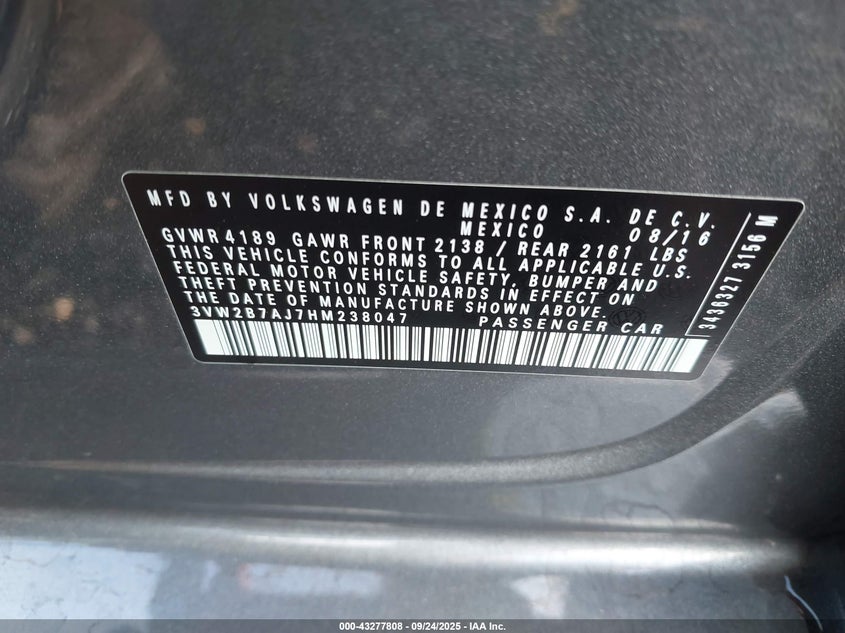 MFD BY VOLKSWAGEN DE MEXICO S.A. DE C.V.
MEXICO 08/16
GVWR 4189 GAWR FRONT 2138 / REAR 2161 LBS
THIS VEHICLE CONFORMS TO ALL APPLICABLE U.S.
FEDERAL MOTOR VEHICLE SAFETY, BUMPER AND
THEFT PREVENTION STANDARDS IN EFFECT ON
THE DATE OF MANUFACTURE SHOWN ABOVE.
3VW2B7AJ7HM238047 PASSENGER CAR
3436327 3156 M
000-43277808 - 09/24/2025 - IAA Inc.